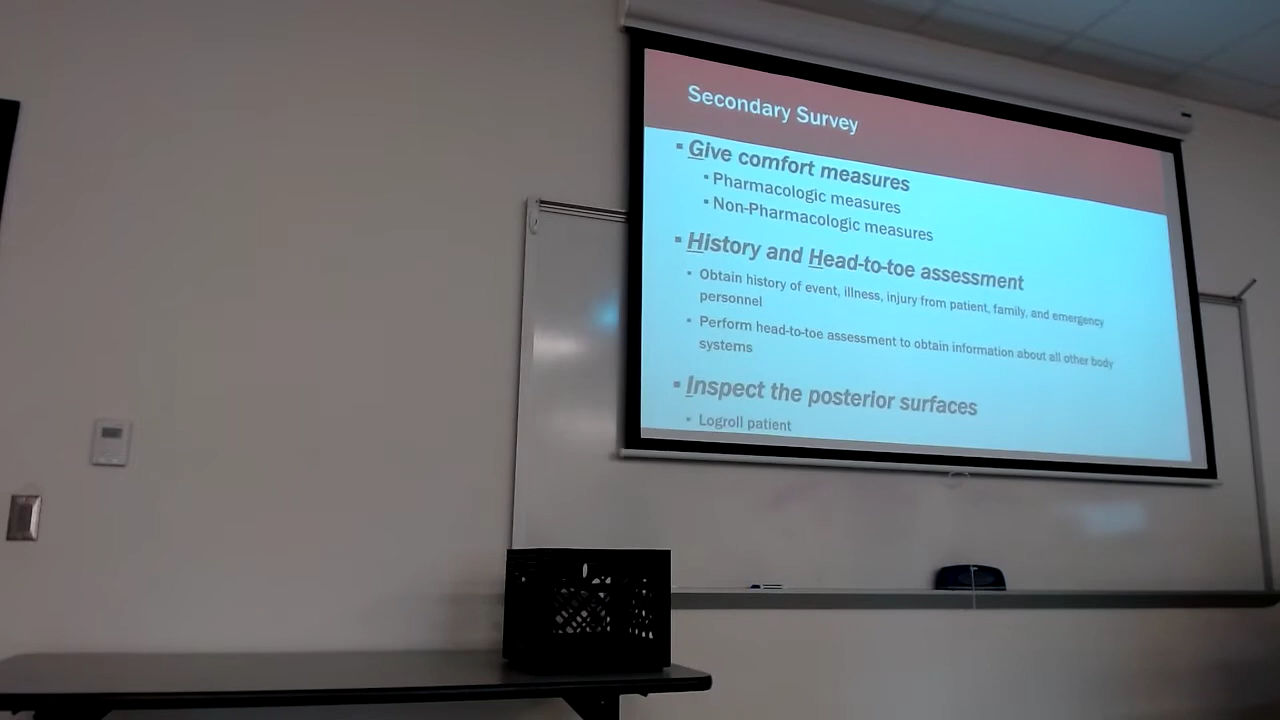 Secondary Survey
▪ Give comfort measures
▪ Pharmacologic measures
▪ Non-Pharmacologic measures
▪ History and Head-to-toe assessment
▪ Obtain history of event, illness, injury from patient, family, and emergency
personnel
▪ Perform head-to-toe assessment to obtain information about all other body
systems
▪ Inspect the posterior surfaces
▪ Logroll patient